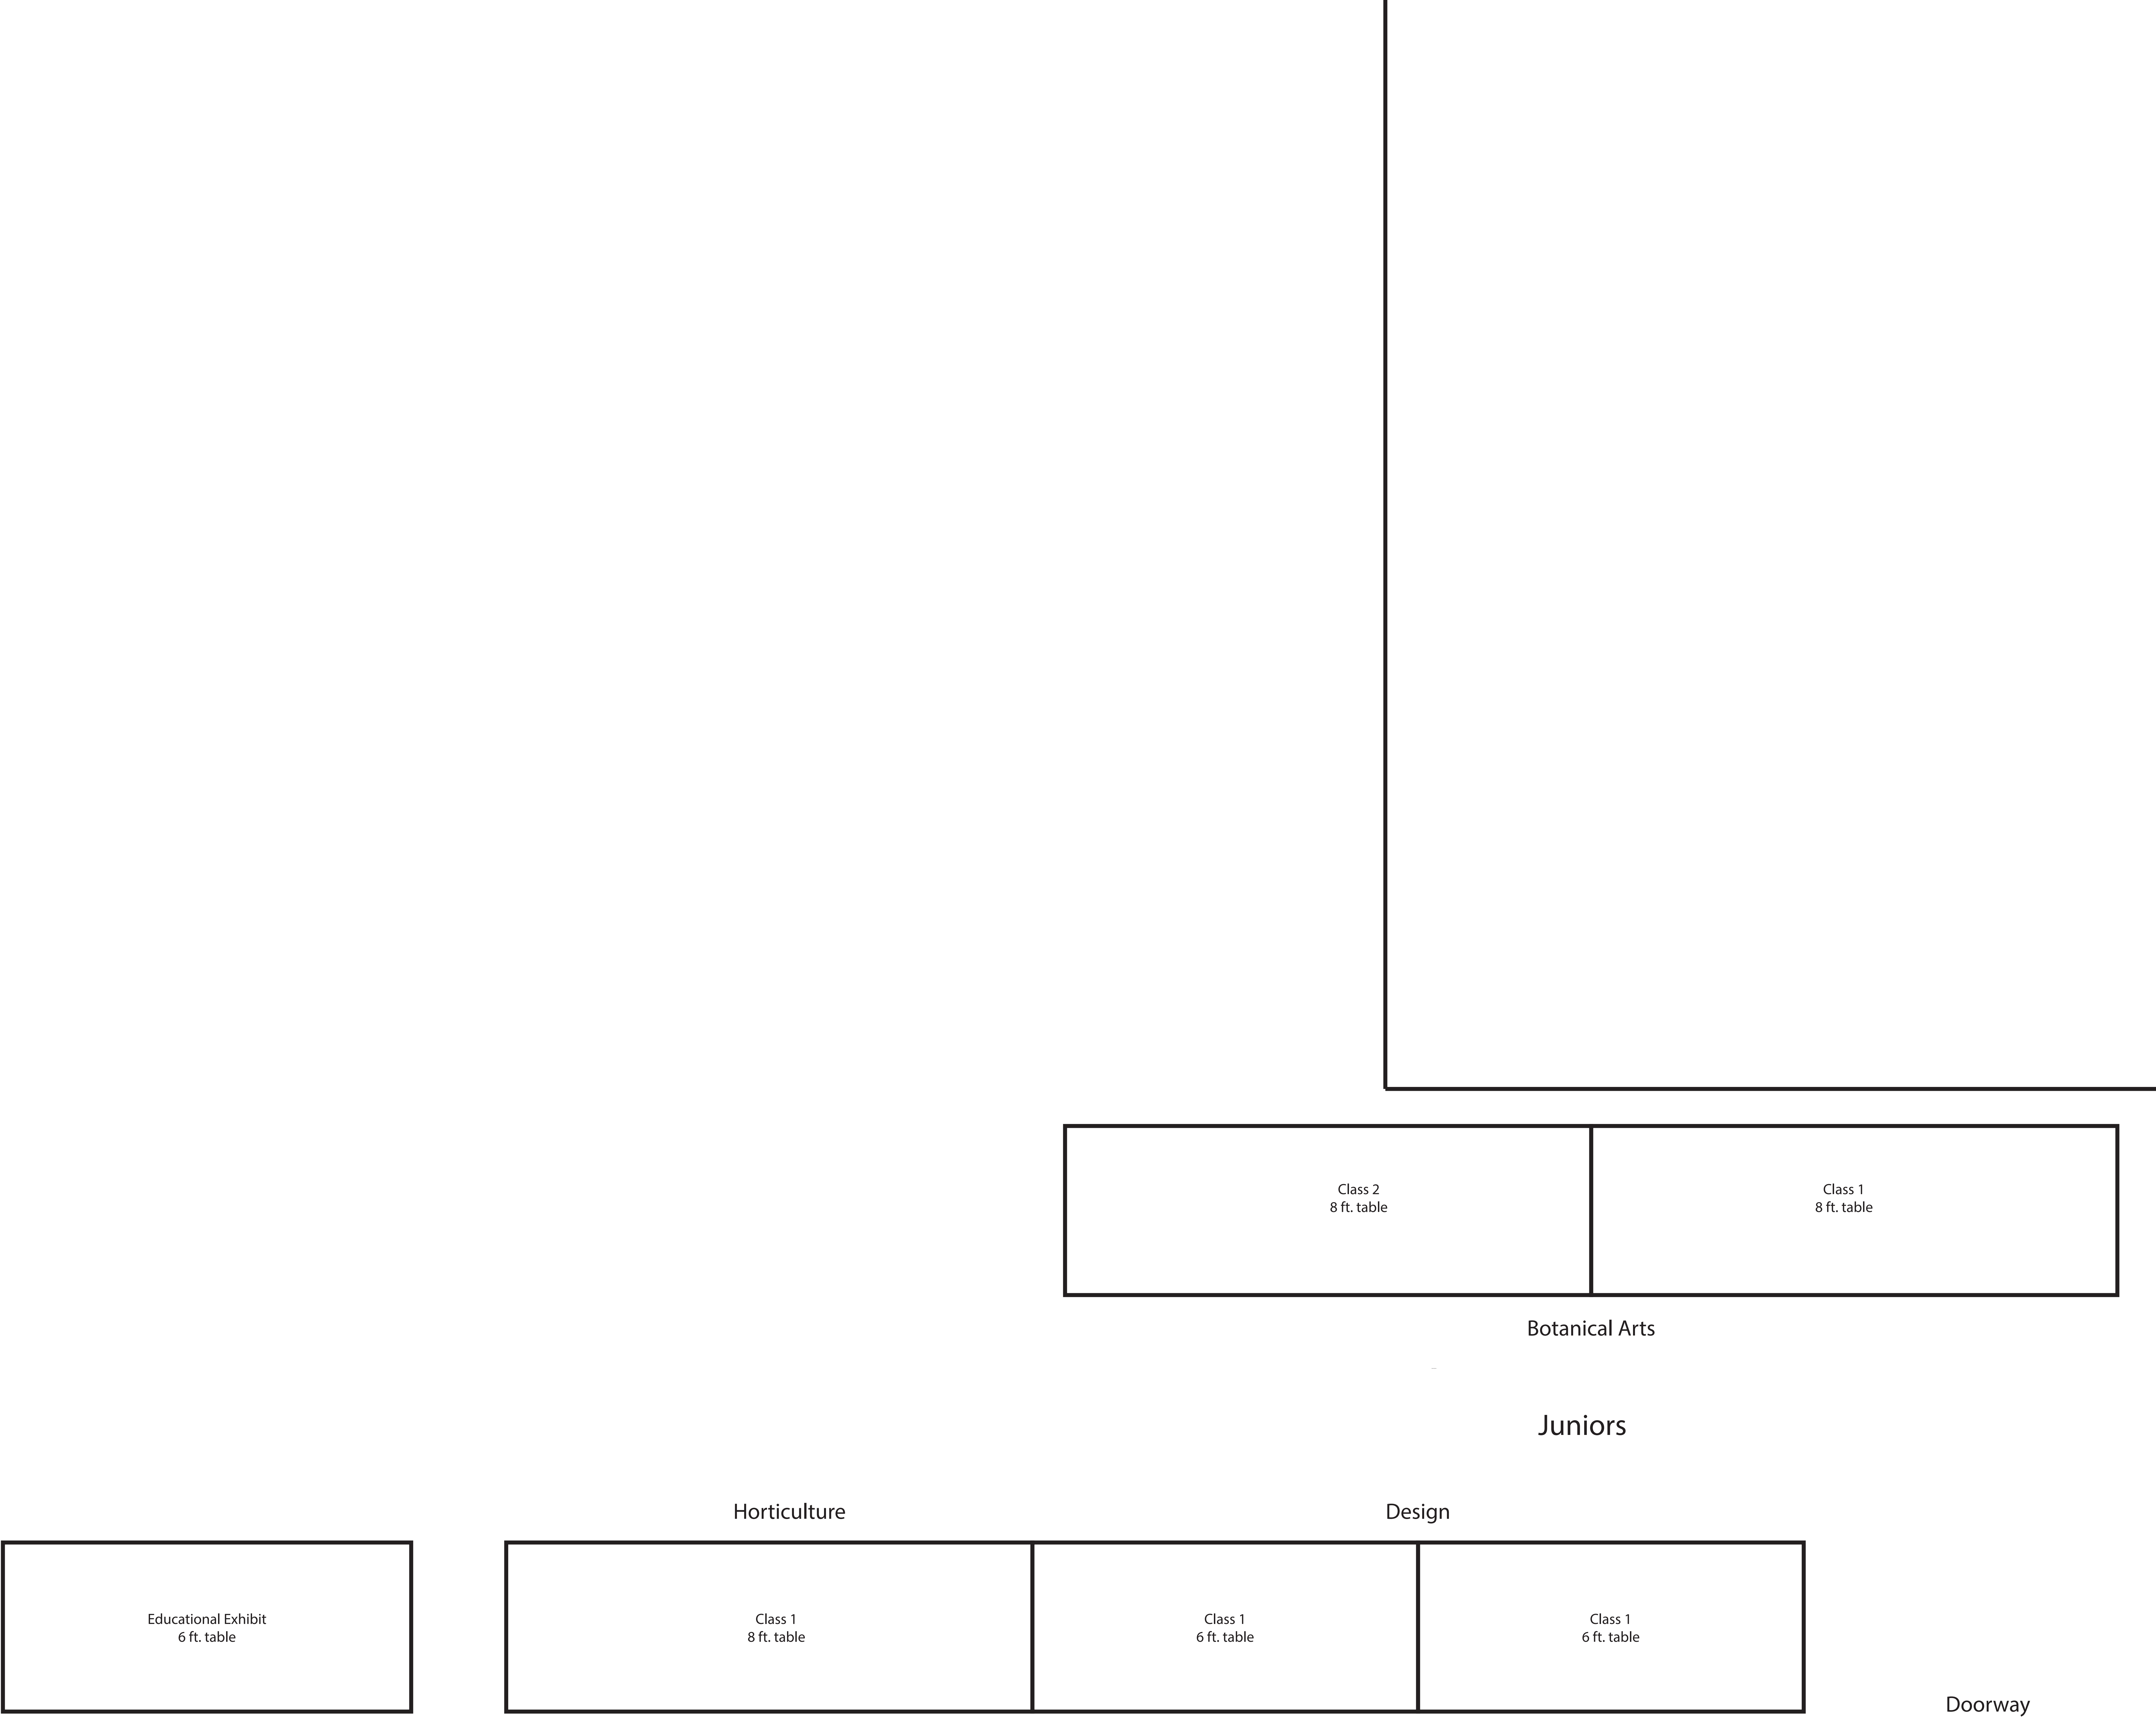 Class 2
8 ft. table
Class 1
8 ft. table
Botanical Arts
Juniors
Horticulture
Design
Educational Exhibit
6 ft. table
Class 1
8 ft. table
Class 1
6 ft. table
Class 1
6 ft. table
Doorway